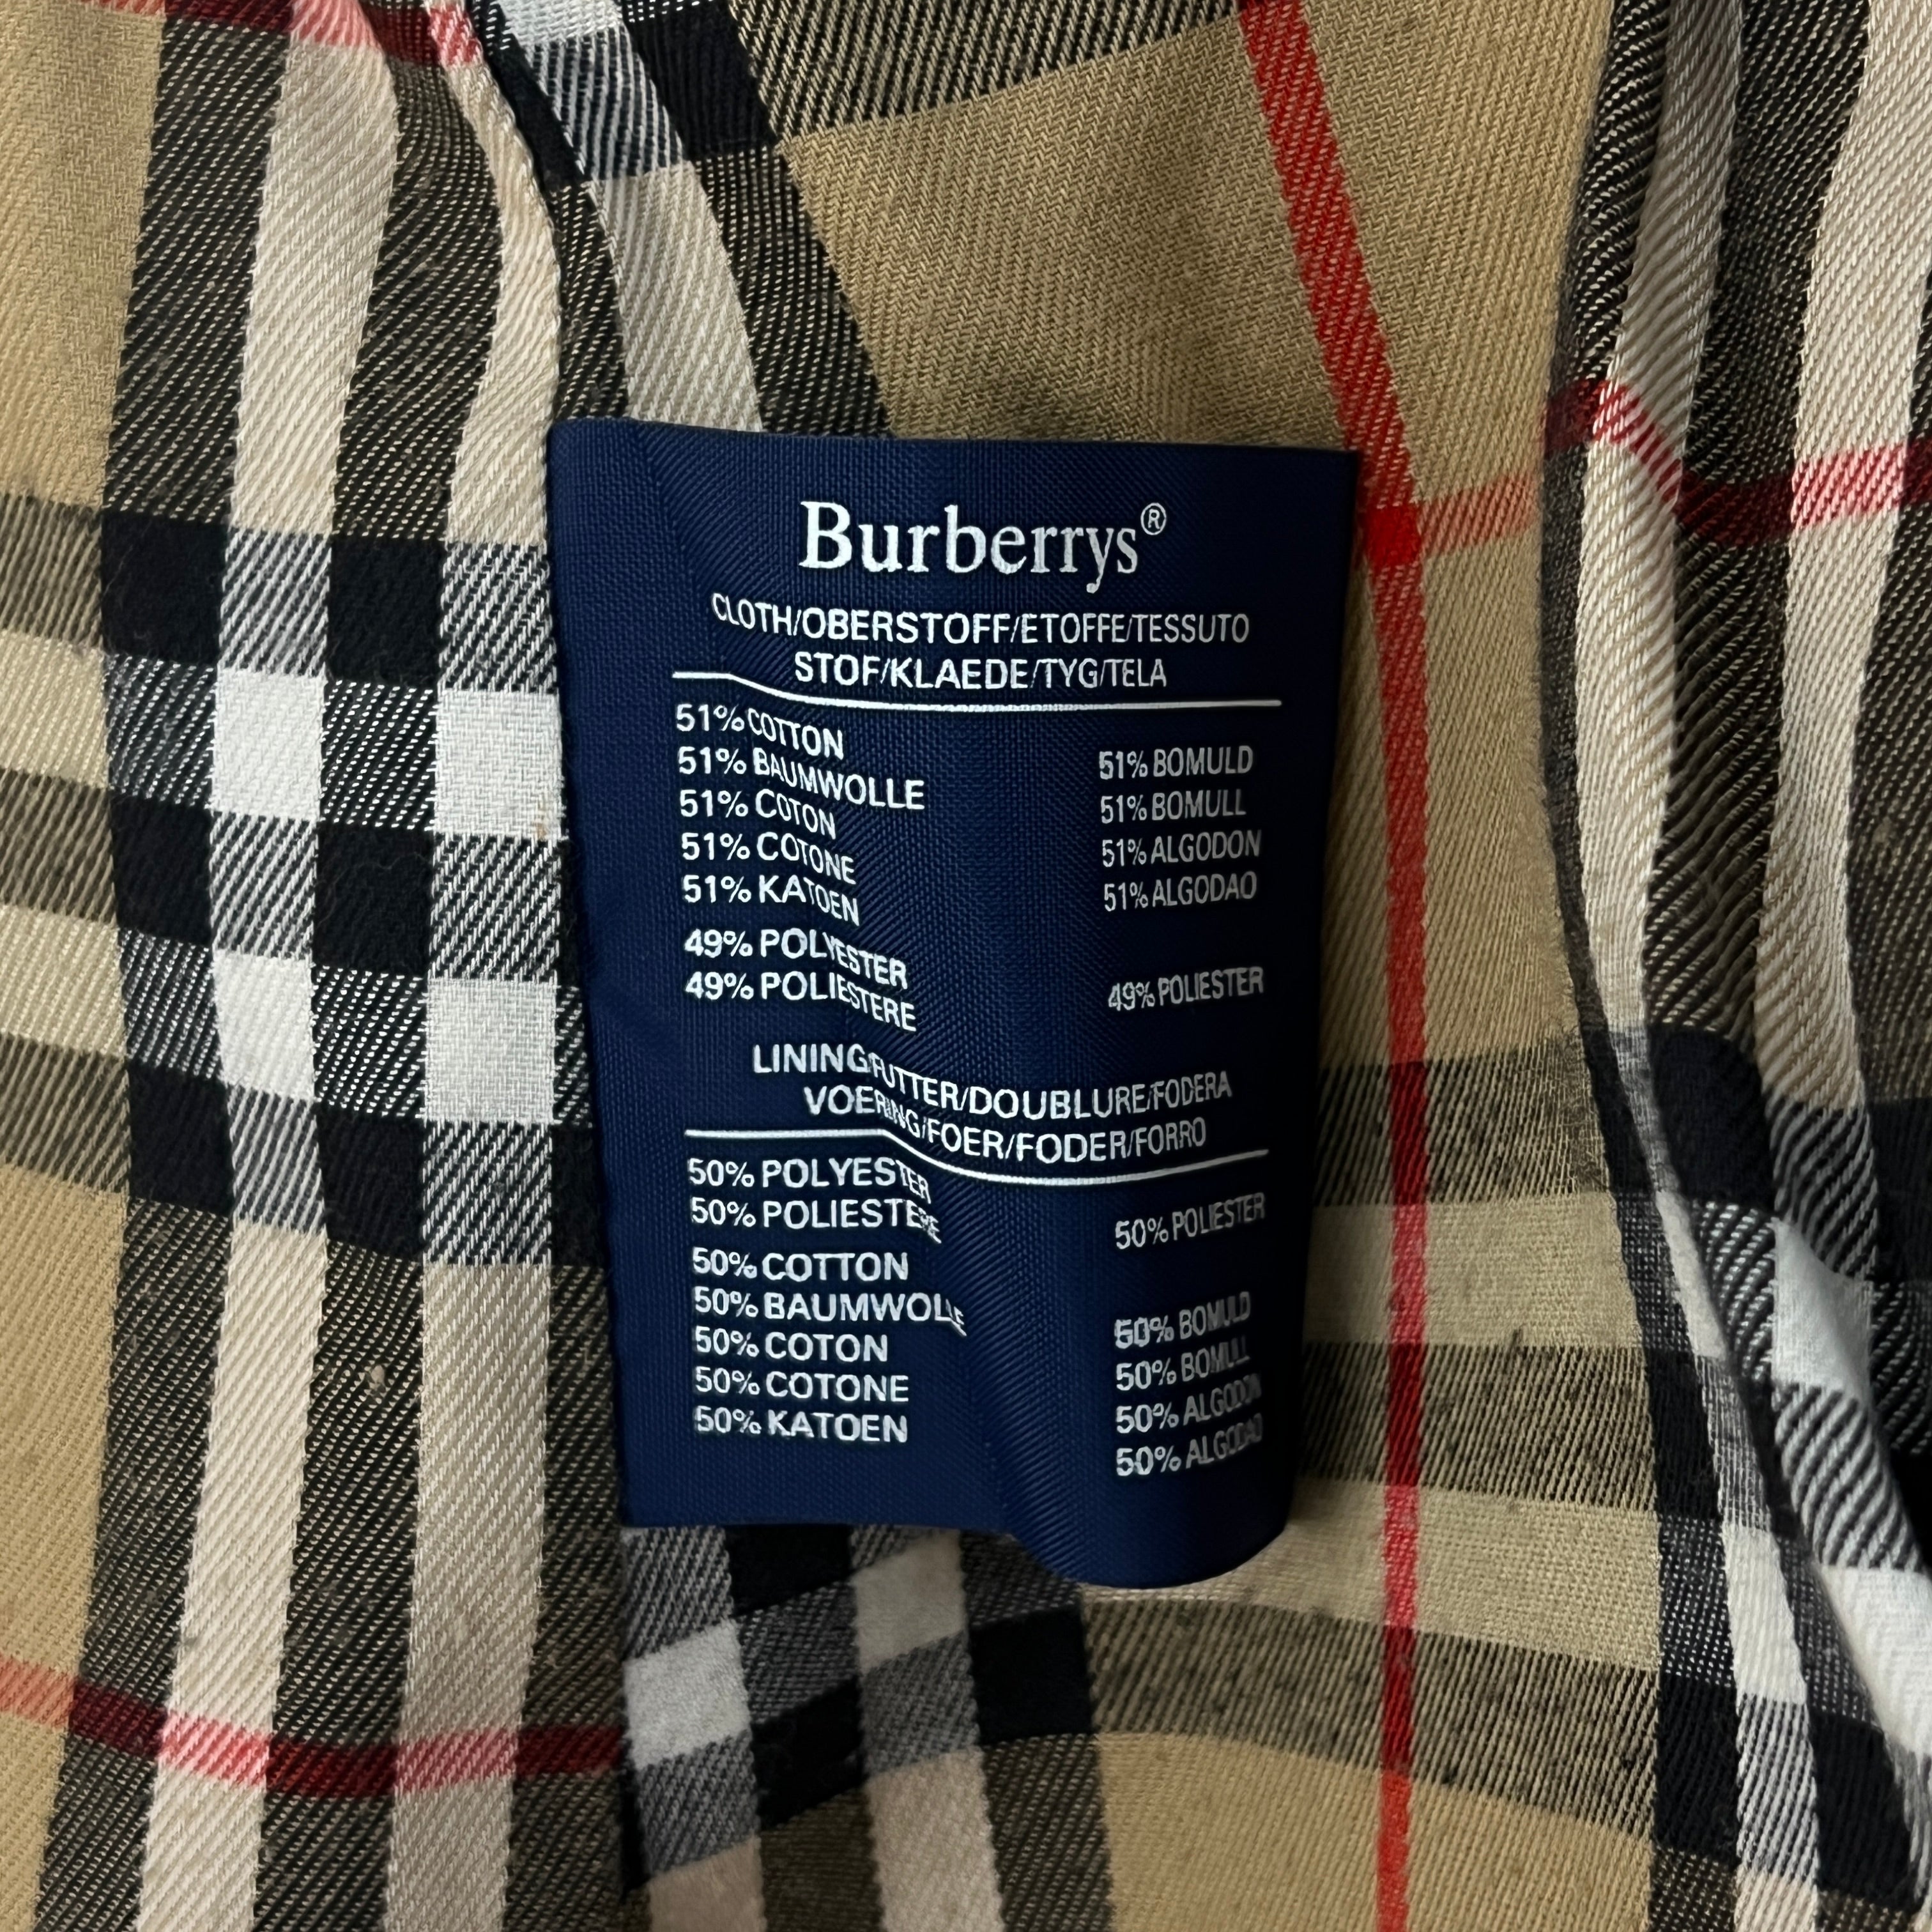 Burberrys®
CLOTH/OBERSTOFF/ETOFFE/TESSUTO
STOF/KLAEDE/TYG/TELA
51% COTTON
51% BAUMWOLLE
51% COTON
51% COTONE
51% KATOEN
51% BOMULD
51% BOMULL
51% ALGODON
51% ALGODAO
49% POLYESTER
49% POLIESTERE
49% POLIESTER
LINING/FUTTER/DOUBLURE/FODERA
VOERING/FOER/FODER/FORRO
50% POLYESTER
50% POLIESTERE
50% POLIESTER
50% COTTON
50% BAUMWOLLE
50% COTON
50% COTONE
50% KATOEN
50% BOMULD
50% BOMULL
50% ALGODON
50% ALGODAO